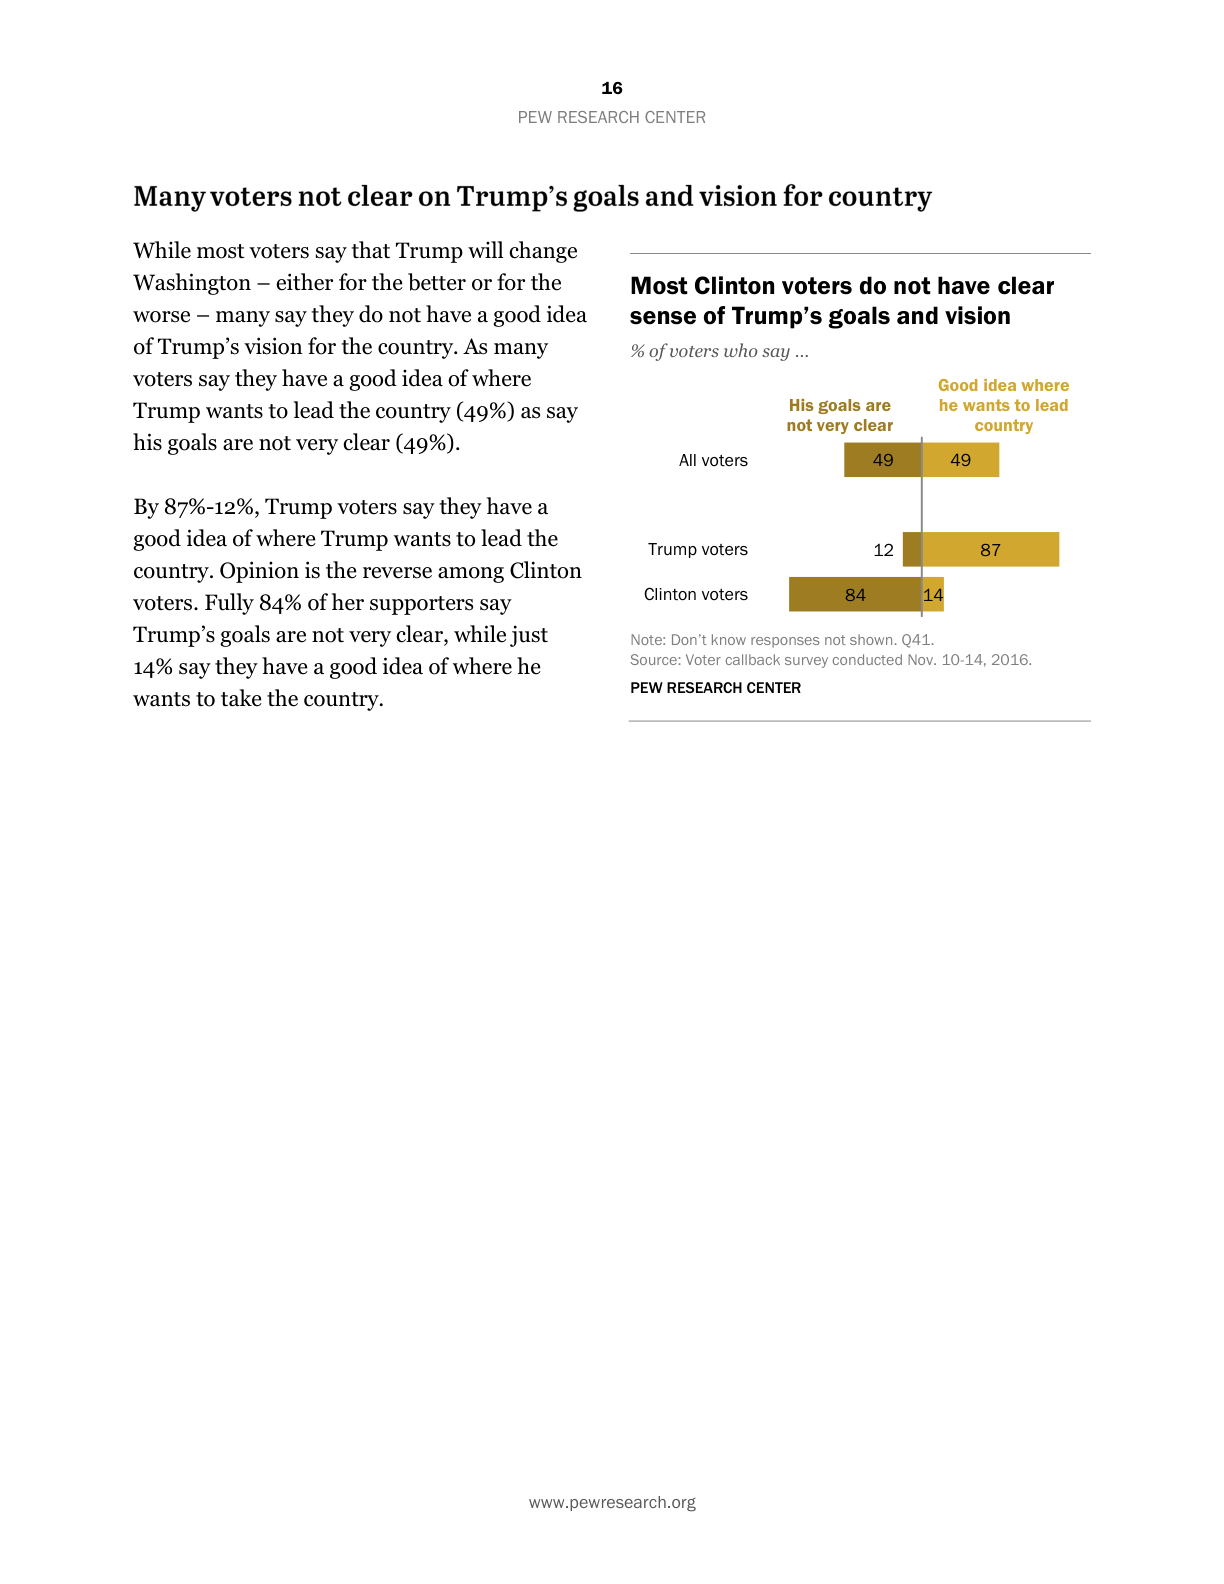 16
PEW RESEARCH CENTER
Many voters not clear on Trump’s goals and vision for country
While most voters say that Trump will change
Washington – either for the better or for the
worse – many say they do not have a good idea
of Trump’s vision for the country. As many
voters say they have a good idea of where
Trump wants to lead the country (49%) as say
his goals are not very clear (49%).
By 87%-12%, Trump voters say they have a
good idea of where Trump wants to lead the
country. Opinion is the reverse among Clinton
voters. Fully 84% of her supporters say
Trump’s goals are not very clear, while just
14% say they have a good idea of where he
wants to take the country.
Most Clinton voters do not have clear
sense of Trump’s goals and vision
% of voters who say ...
His goals are
not very clear
Good idea where
he wants to lead
country
All voters 49 49
Trump voters 12 87
Clinton voters 84 14
Note: Don’t know responses not shown. Q41.
Source: Voter callback survey conducted Nov. 10-14, 2016.
PEW RESEARCH CENTER
www.pewresearch.org